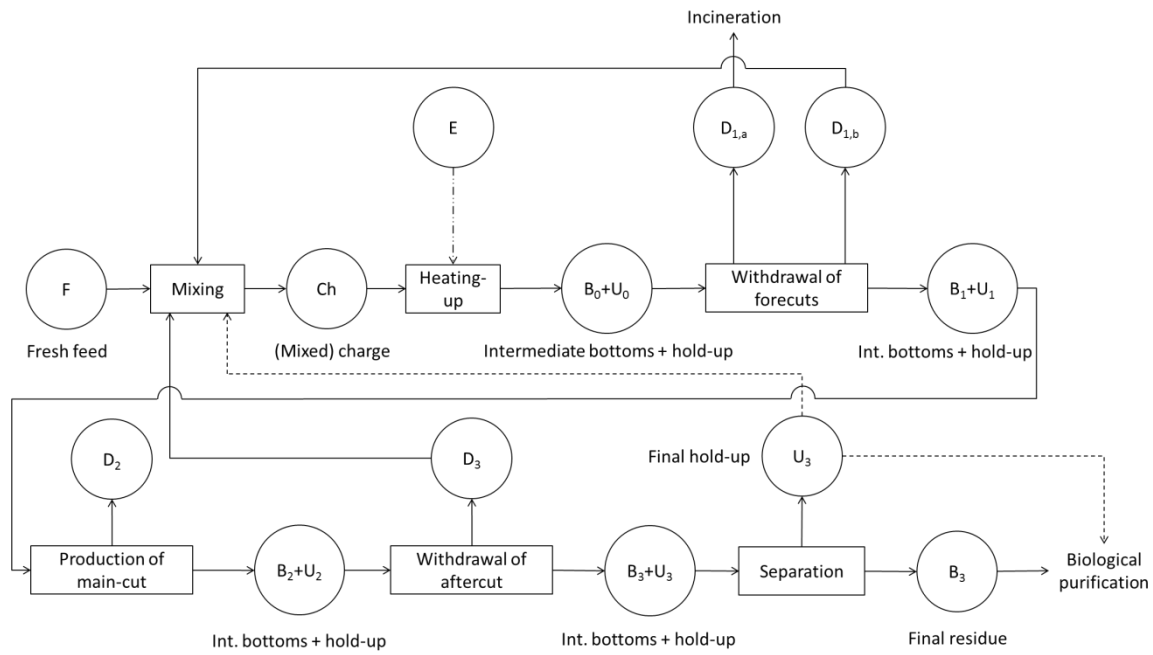 Incineration
E
D1,a
D1,b
F
Mixing
Ch
Heating-
up
B0+U0
Withdrawal of
forecuts
B1+U1
Fresh feed
(Mixed) charge
Intermediate bottoms + hold-up
Int. bottoms + hold-up
D2
D3
Final hold-up
U3
Production of
main-cut
B2+U2
Withdrawal of
aftercut
B3+U3
Separation
B3
Biological
purification
Int. bottoms + hold-up
Int. bottoms + hold-up
Final residue